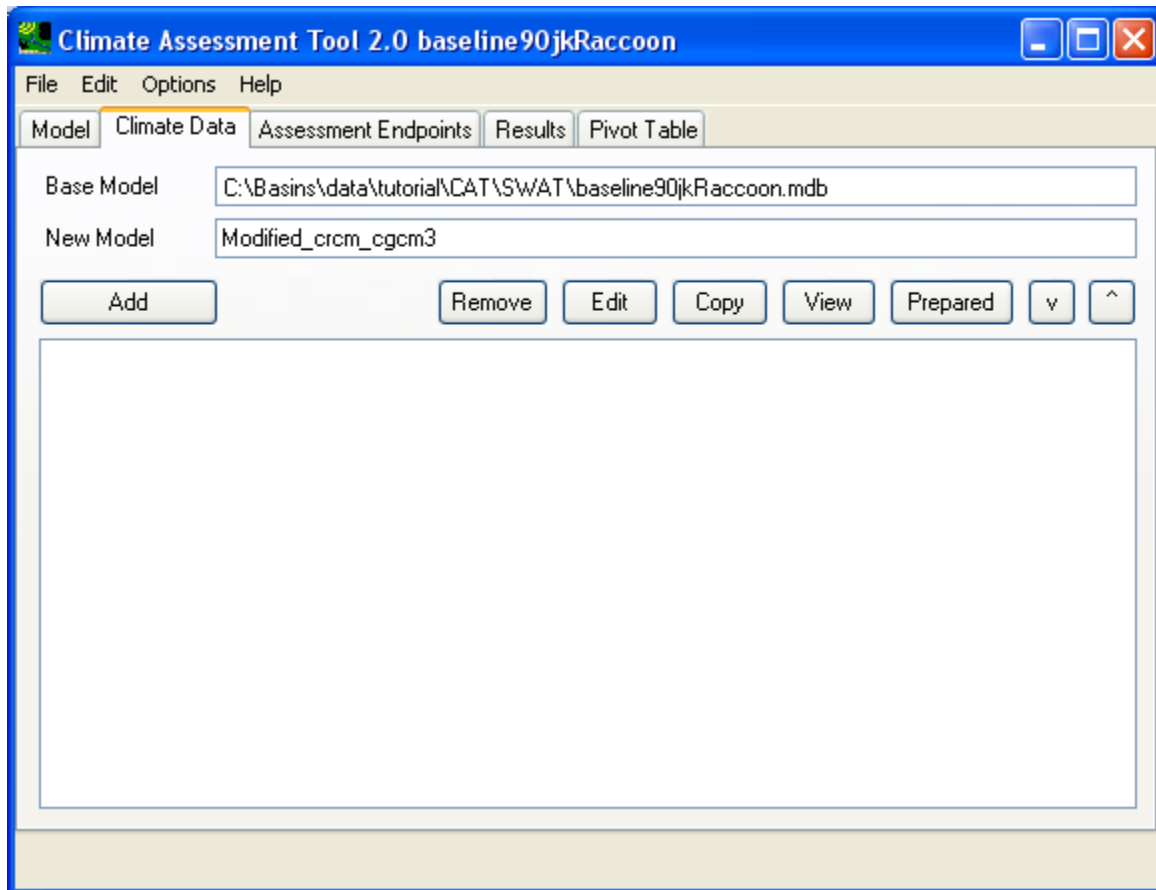 Climate Assessment Tool 2.0 baseline90jkRaccoon
File Edit Options Help
Model Climate Data Assessment Endpoints Results Pivot Table
Base Model C:\Basins\data\tutorial\CAT\SWAT\baseline90jkRaccoon.mdb
New Model Modified_crcm_cgcm3
Add Remove Edit Copy View Prepared v ^